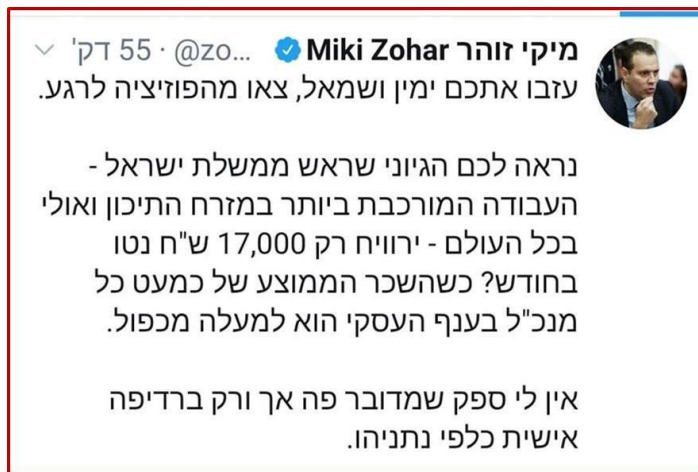 מיקי זוהר Miki Zohar @zo... · 55 דק'
עזבו אתכם ימין ושמאל, צאו מהפוזיציה לרגע.
נראה לכם הגיוני שראש ממשלת ישראל -
העבודה המורכבת ביותר במזרח התיכון ואולי
בכל העולם - ירוויח רק 17,000 ש"ח נטו
בחודש? כשהשכר הממוצע של כמעט כל
מנכ"ל בענף העסקי הוא למעלה מכפול.
אין לי ספק שמדובר פה אך ורק ברדיפה
אישית כלפי נתניהו.